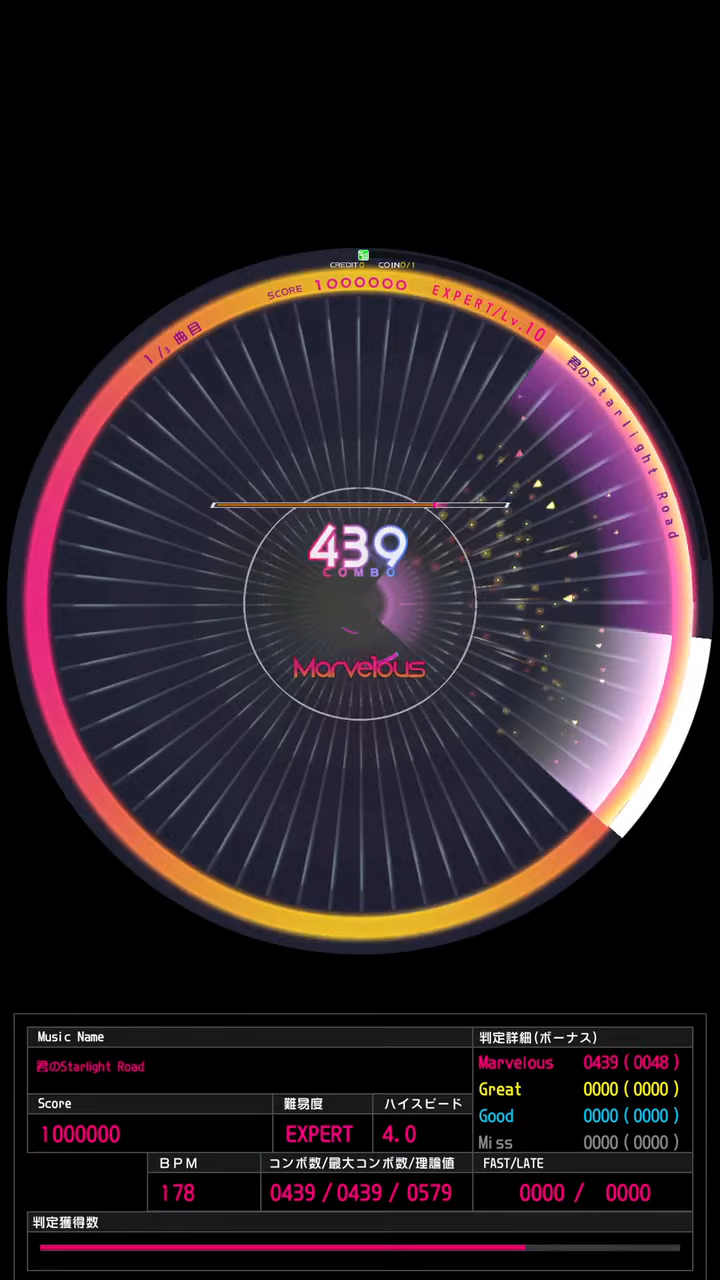 CREDIT0 COIN0/1
SCORE 1000000
EXPERT/Lv.10
1/3 曲目
君のStarlight Road
439
COMBO
Marvelous
Music Name
君のStarlight Road
判定詳細(ボーナス)
Marvelous 0439 ( 0048 )
Great 0000 ( 0000 )
Good 0000 ( 0000 )
Miss 0000 ( 0000 )
Score 難易度 ハイスピード
1000000 EXPERT 4.0
BPM コンボ数/最大コンボ数/理論値 FAST/LATE
178 0439 / 0439 / 0579 0000 / 0000
判定獲得数